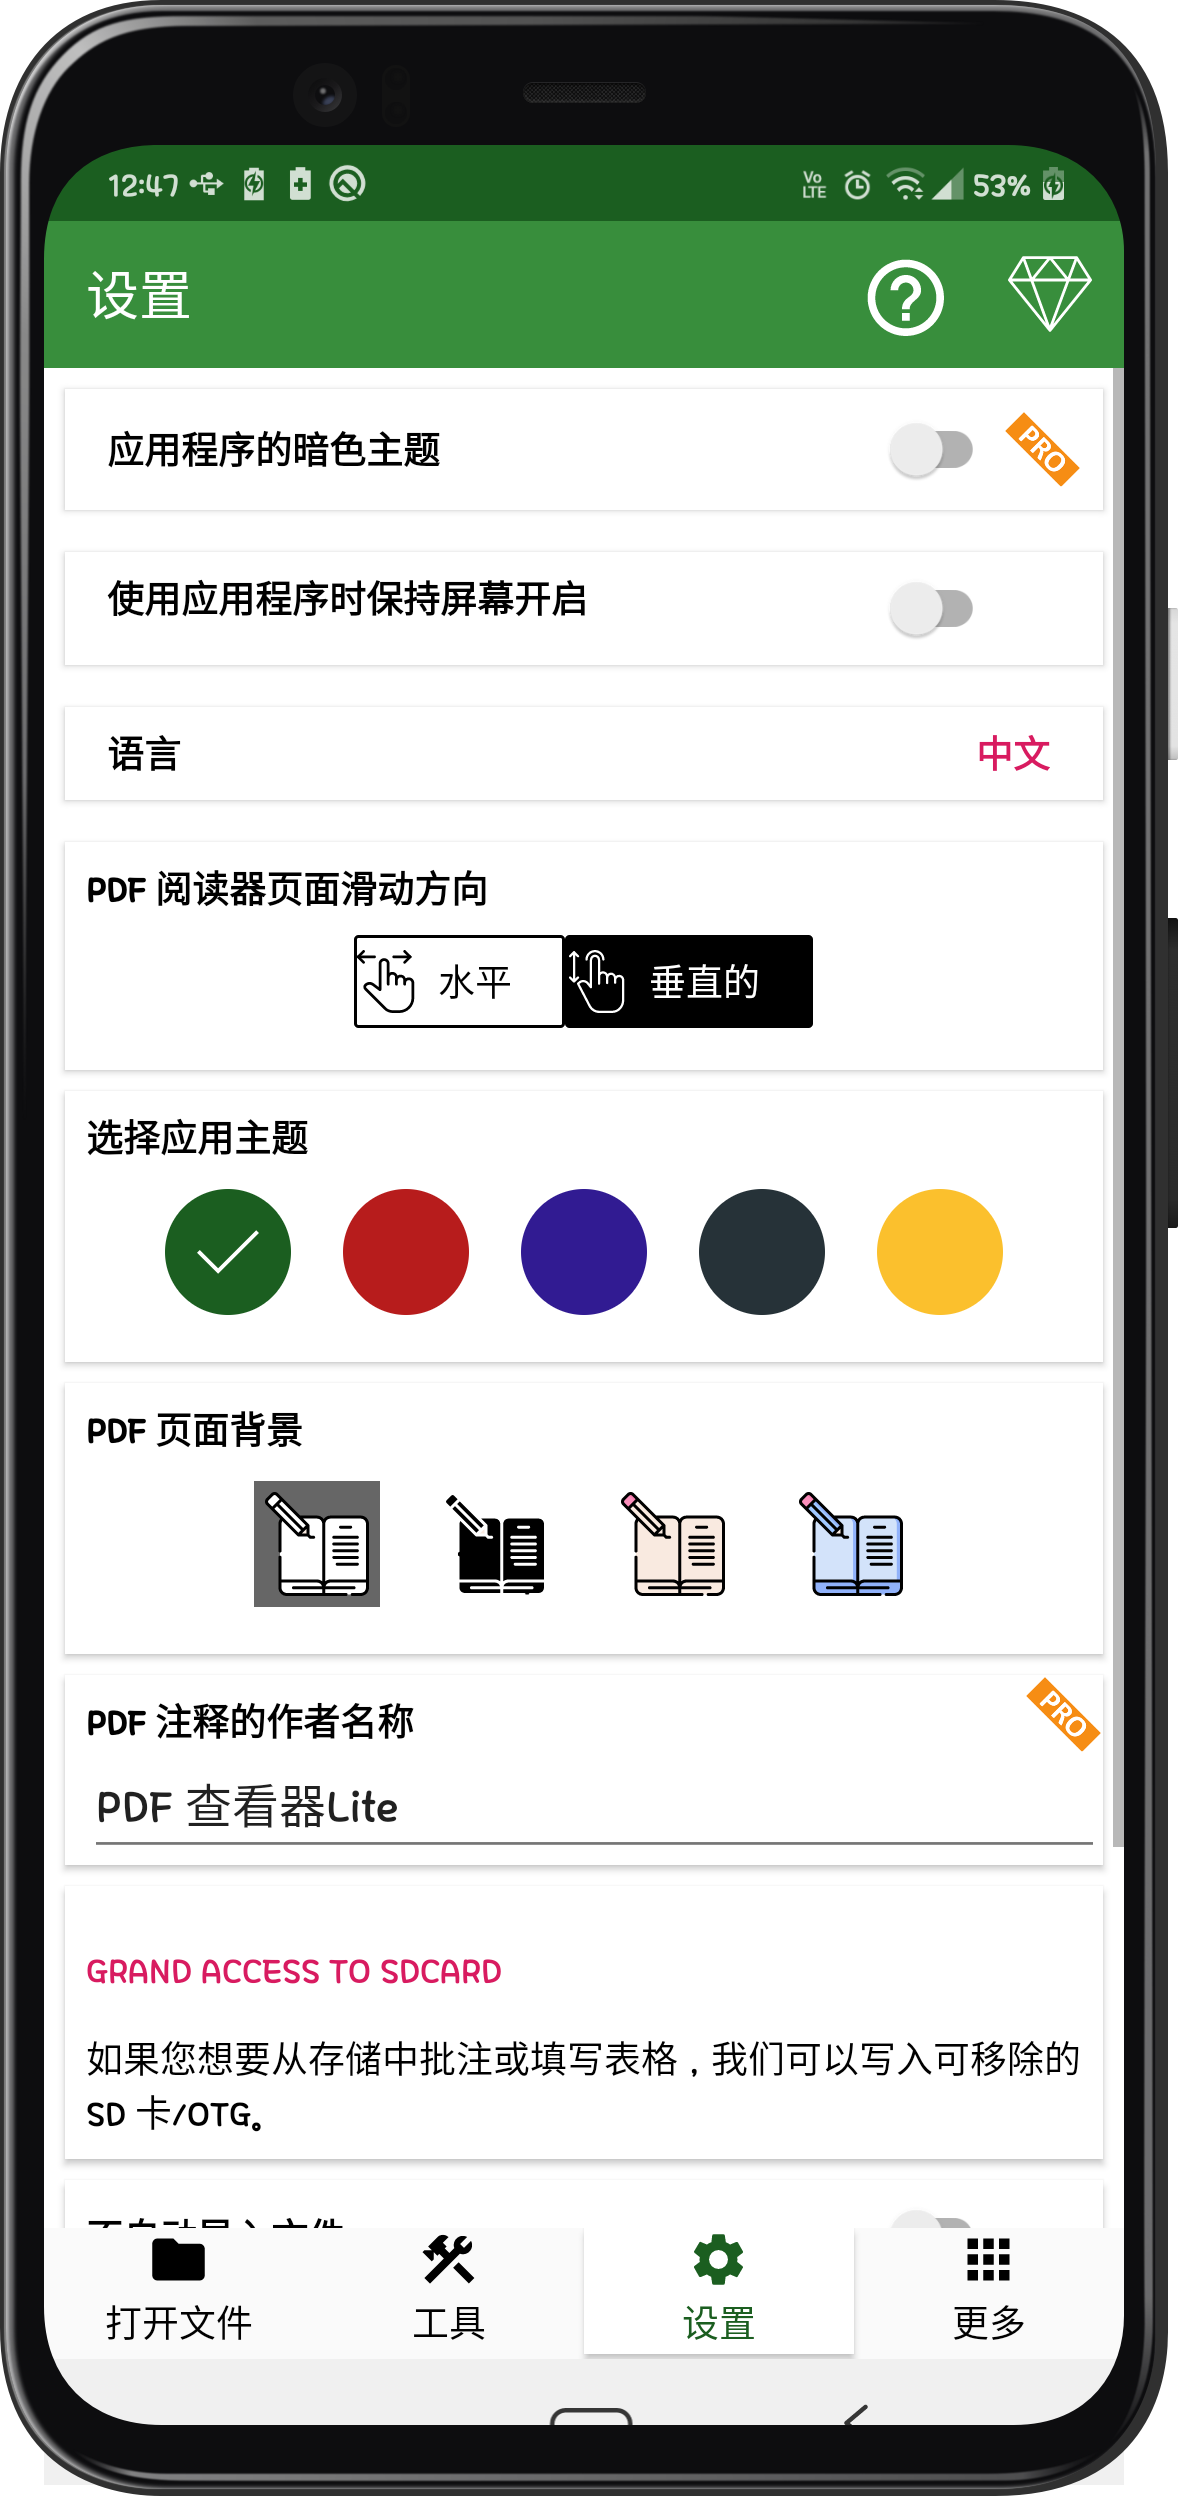 12:47
Vo LTE 53%
设置
应用程序的暗色主题
PRO
使用应用程序时保持屏幕开启
语言 中文
PDF 阅读器页面滑动方向
水平 垂直的
选择应用主题
PDF 页面背景
PDF 注释的作者名称
PRO
PDF 查看器Lite
GRAND ACCESS TO SDCARD
如果您想要从存储中批注或填写表格，我们可以写入可移除的
SD 卡/OTG。
打开文件 工具 设置 更多